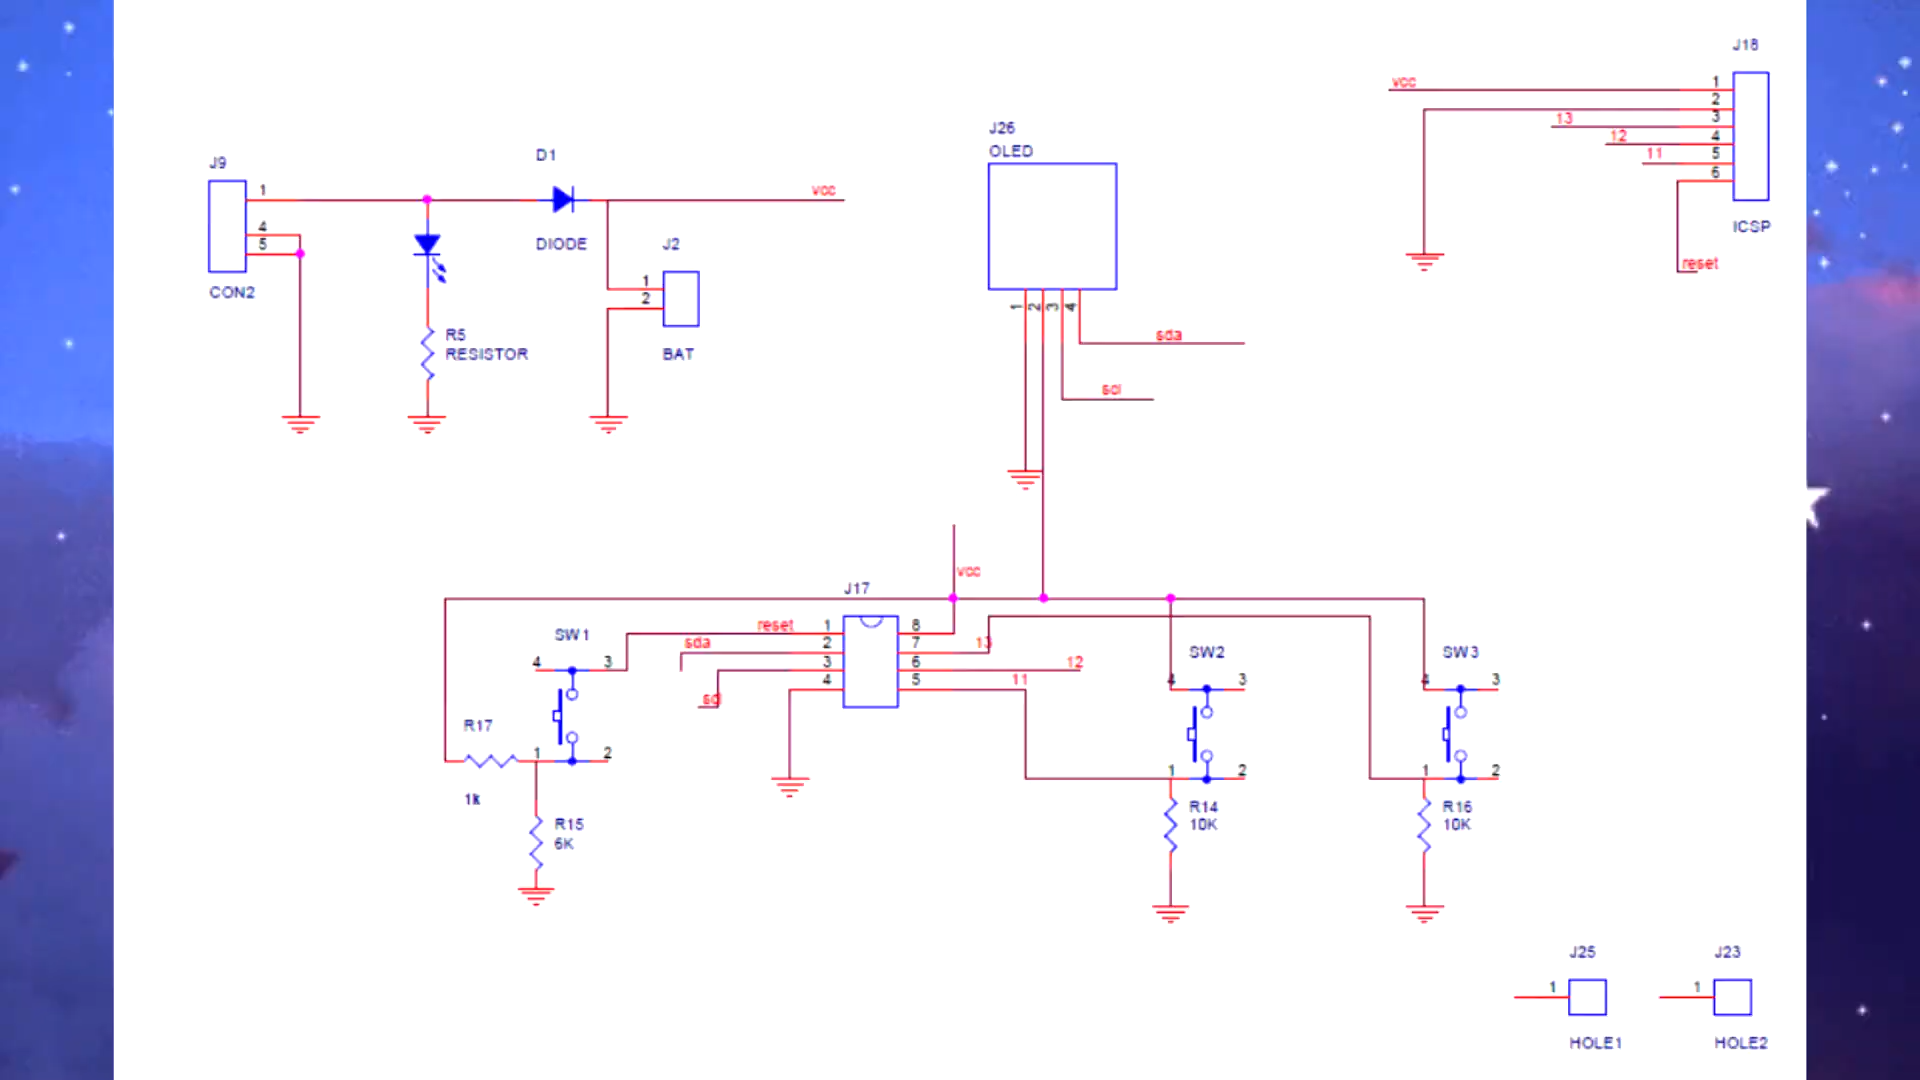 J18
vcc
1
2
13
3
12
4
11
5
6
ICSP
reset
J9
1
4
5
CON2
D1
DIODE
vcc
J2
1
2
BAT
R5
RESISTOR
J26
OLED
1
2
3
4
sda
scl
vcc
J17
reset
1
sda
2
3
scl
4
8
7
13
6
12
5
11
SW1
4
3
1
2
R17
1k
R15
6K
SW2
4
3
1
2
R14
10K
SW3
4
3
1
2
R16
10K
J25
1
HOLE1
J23
1
HOLE2